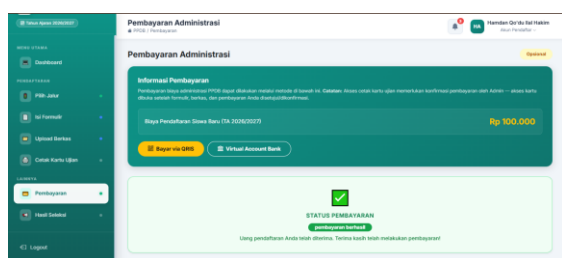 Tahun Ajaran 2026/2027
MENU UTAMA
Dashboard
PENDAFTARAN
Pilih Jalur
Isi Formulir
Upload Berkas
Cetak Kartu Ujian
LAINNYA
Pembayaran
Hasil Seleksi
Logout
Pembayaran Administrasi
PPDB / Pembayaran
HA
Hamdan Qo'du Ilal Hakim
Akun Pendaftar
Pembayaran Administrasi
Opsional
Informasi Pembayaran
Pembayaran biaya administrasi PPDB dapat dilakukan melalui metode di bawah ini. Catatan: Akses cetak kartu ujian memerlukan konfirmasi pembayaran oleh Admin — akses kartu
dibuka setelah formulir, berkas, dan pembayaran Anda disetujui/dikonfirmasi.
Biaya Pendaftaran Siswa Baru (TA 2026/2027)
Rp 100.000
Bayar via QRIS
Virtual Account Bank
STATUS PEMBAYARAN
pembayaran berhasil
Uang pendaftaran Anda telah diterima. Terima kasih telah melakukan pembayaran!